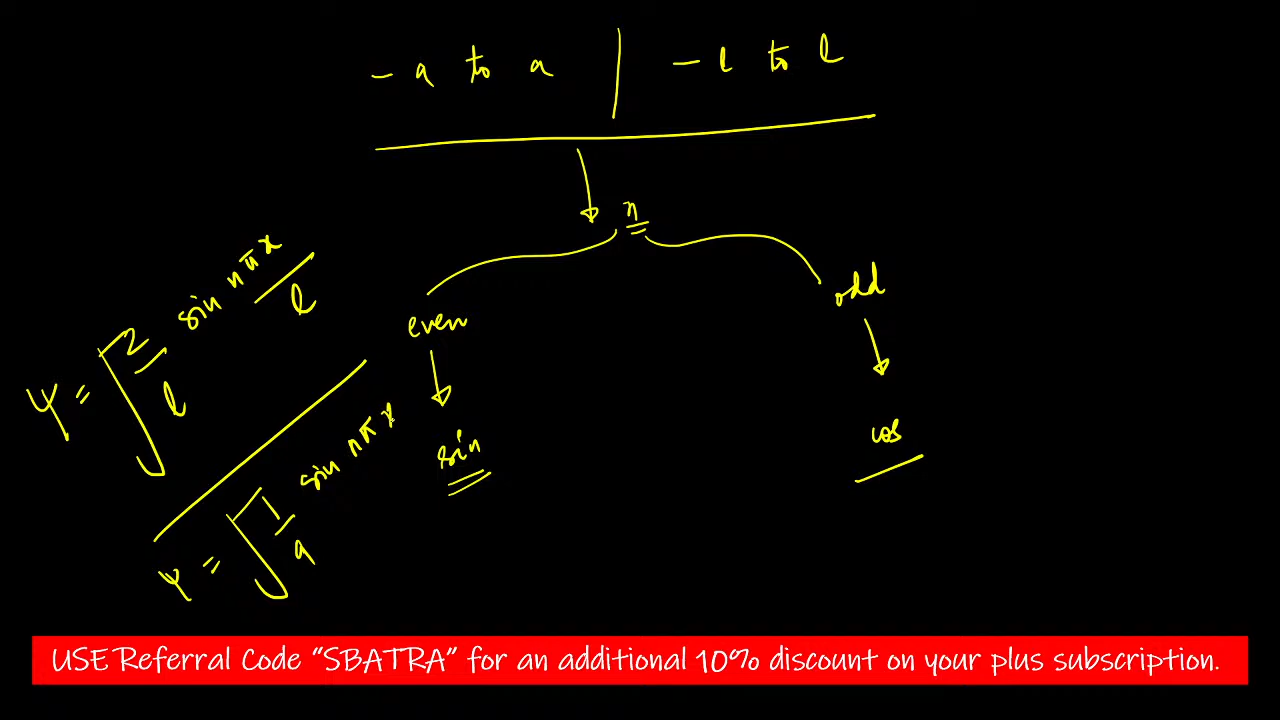 - a to a | - l to l
n
even
odd
sin
cos
ψ = √2/l sin nπx/l
ψ = √1/a sin nπx
USE Referral Code “SBATRA” for an additional 10% discount on your plus subscription.